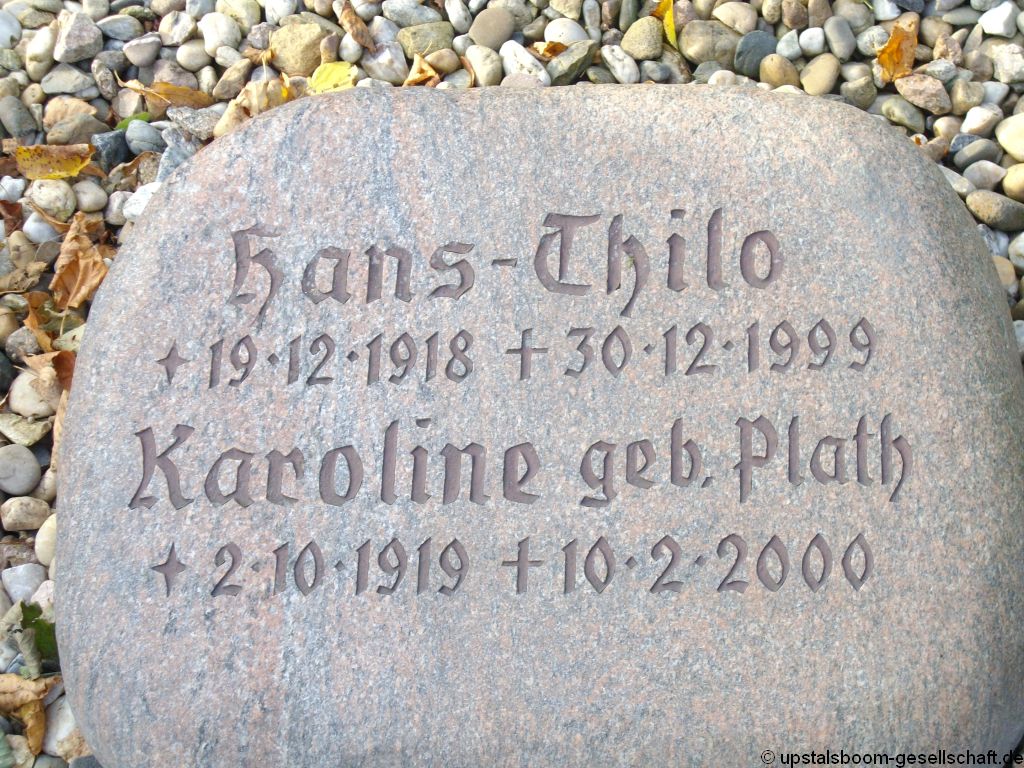 Hans-Thilo
✦ 19·12·1918 ✝ 30·12·1999
Karoline geb. Plath
✦ 2·10·1919 ✝ 10·2·2000
© upstalsboom-gesellschaft.de